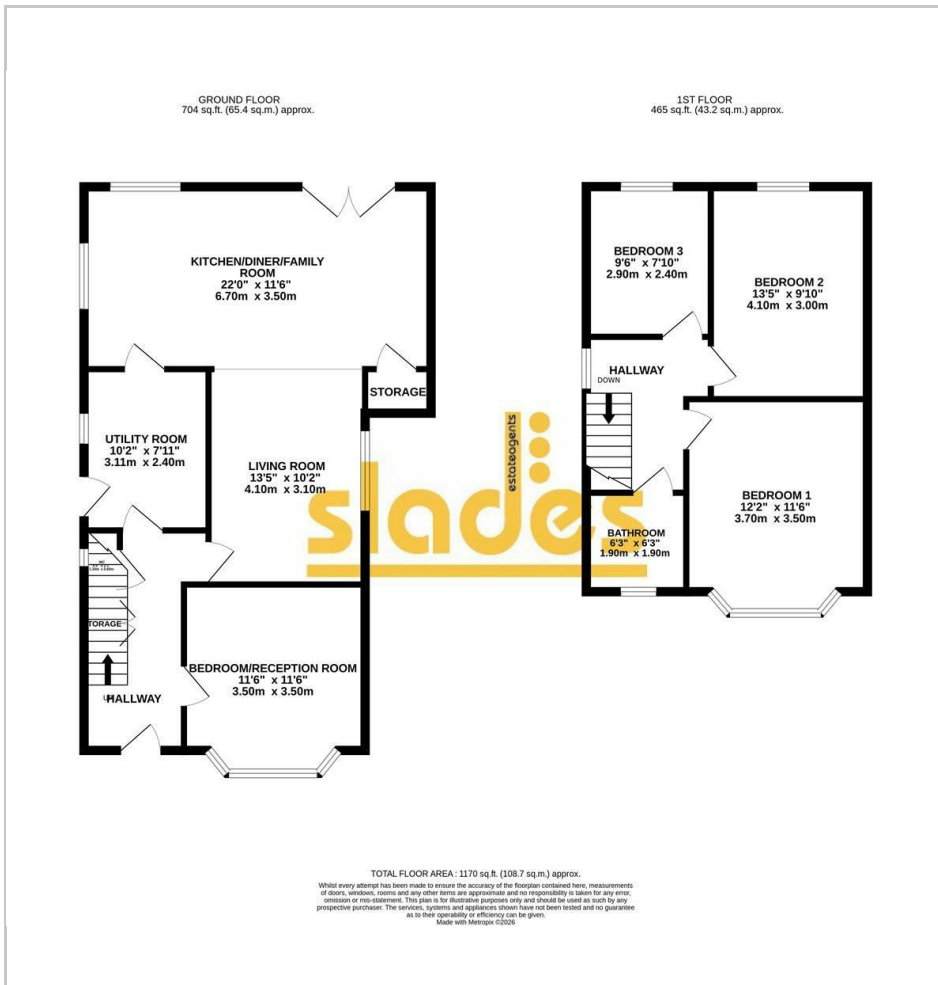 GROUND FLOOR
704 sq.ft. (65.4 sq.m.) approx.
1ST FLOOR
465 sq.ft. (43.2 sq.m.) approx.
KITCHEN/DINER/FAMILY
ROOM
22'0" x 11'6"
6.70m x 3.50m
STORAGE
UTILITY ROOM
10'2" x 7'11"
3.11m x 2.40m
LIVING ROOM
13'5" x 10'2"
4.10m x 3.10m
TORAGE
HALLWAY
BEDROOM/RECEPTION ROOM
11'6" x 11'6"
3.50m x 3.50m
BEDROOM 3
9'6" x 7'10"
2.90m x 2.40m
BEDROOM 2
13'5" x 9'10"
4.10m x 3.00m
HALLWAY
DOWN
BEDROOM 1
12'2" x 11'6"
3.70m x 3.50m
BATHROOM
6'3" x 6'3"
1.90m x 1.90m
slades
estateagents
TOTAL FLOOR AREA : 1170 sq.ft. (108.7 sq.m.) approx.
Whilst every attempt has been made to ensure the accuracy of the floorplan contained here, measurements
of doors, windows, rooms and any other items are approximate and no responsibility is taken for any error,
omission or mis-statement. This plan is for illustrative purposes only and should be used as such by any
prospective purchaser. The services, systems and appliances shown have not been tested and no guarantee
as to their operability or efficiency can be given.
Made with Metropix ©2026